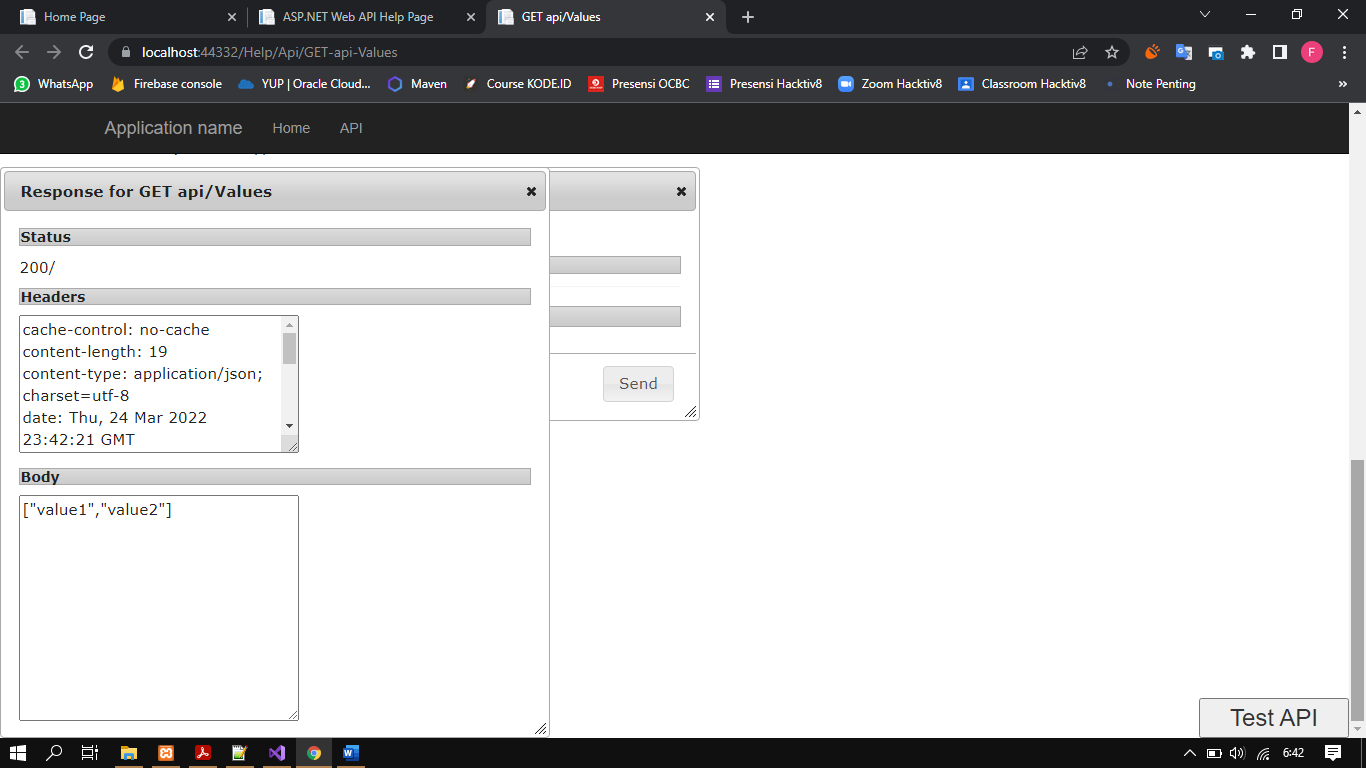 Home Page
ASP.NET Web API Help Page
GET api/Values
localhost:44332/Help/Api/GET-api-Values
F
3 WhatsApp
Firebase console
YUP | Oracle Cloud...
Maven
Course KODE.ID
Presensi OCBC
Presensi Hacktiv8
Zoom Hacktiv8
Classroom Hacktiv8
Note Penting
»
Application name
Home
API
Response for GET api/Values
Status
200/
Headers
cache-control: no-cache
content-length: 19
content-type: application/json;
charset=utf-8
date: Thu, 24 Mar 2022
23:42:21 GMT
Send
Body
["value1","value2"]
Test API
6:42